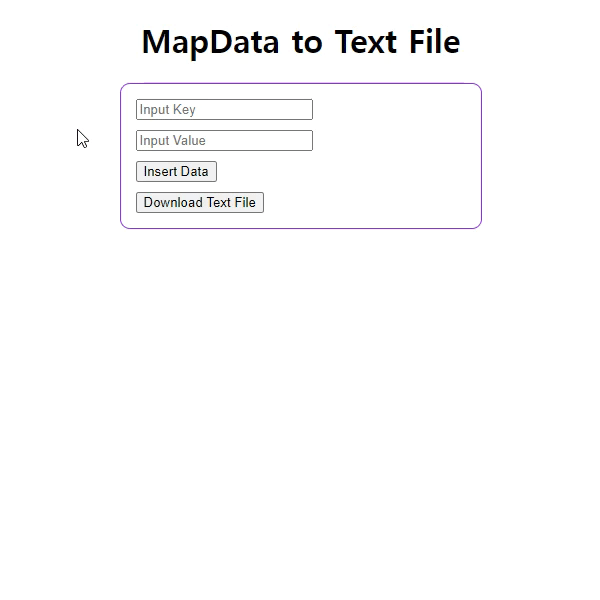 MapData to Text File
Input Key
Input Value
Insert Data
Download Text File